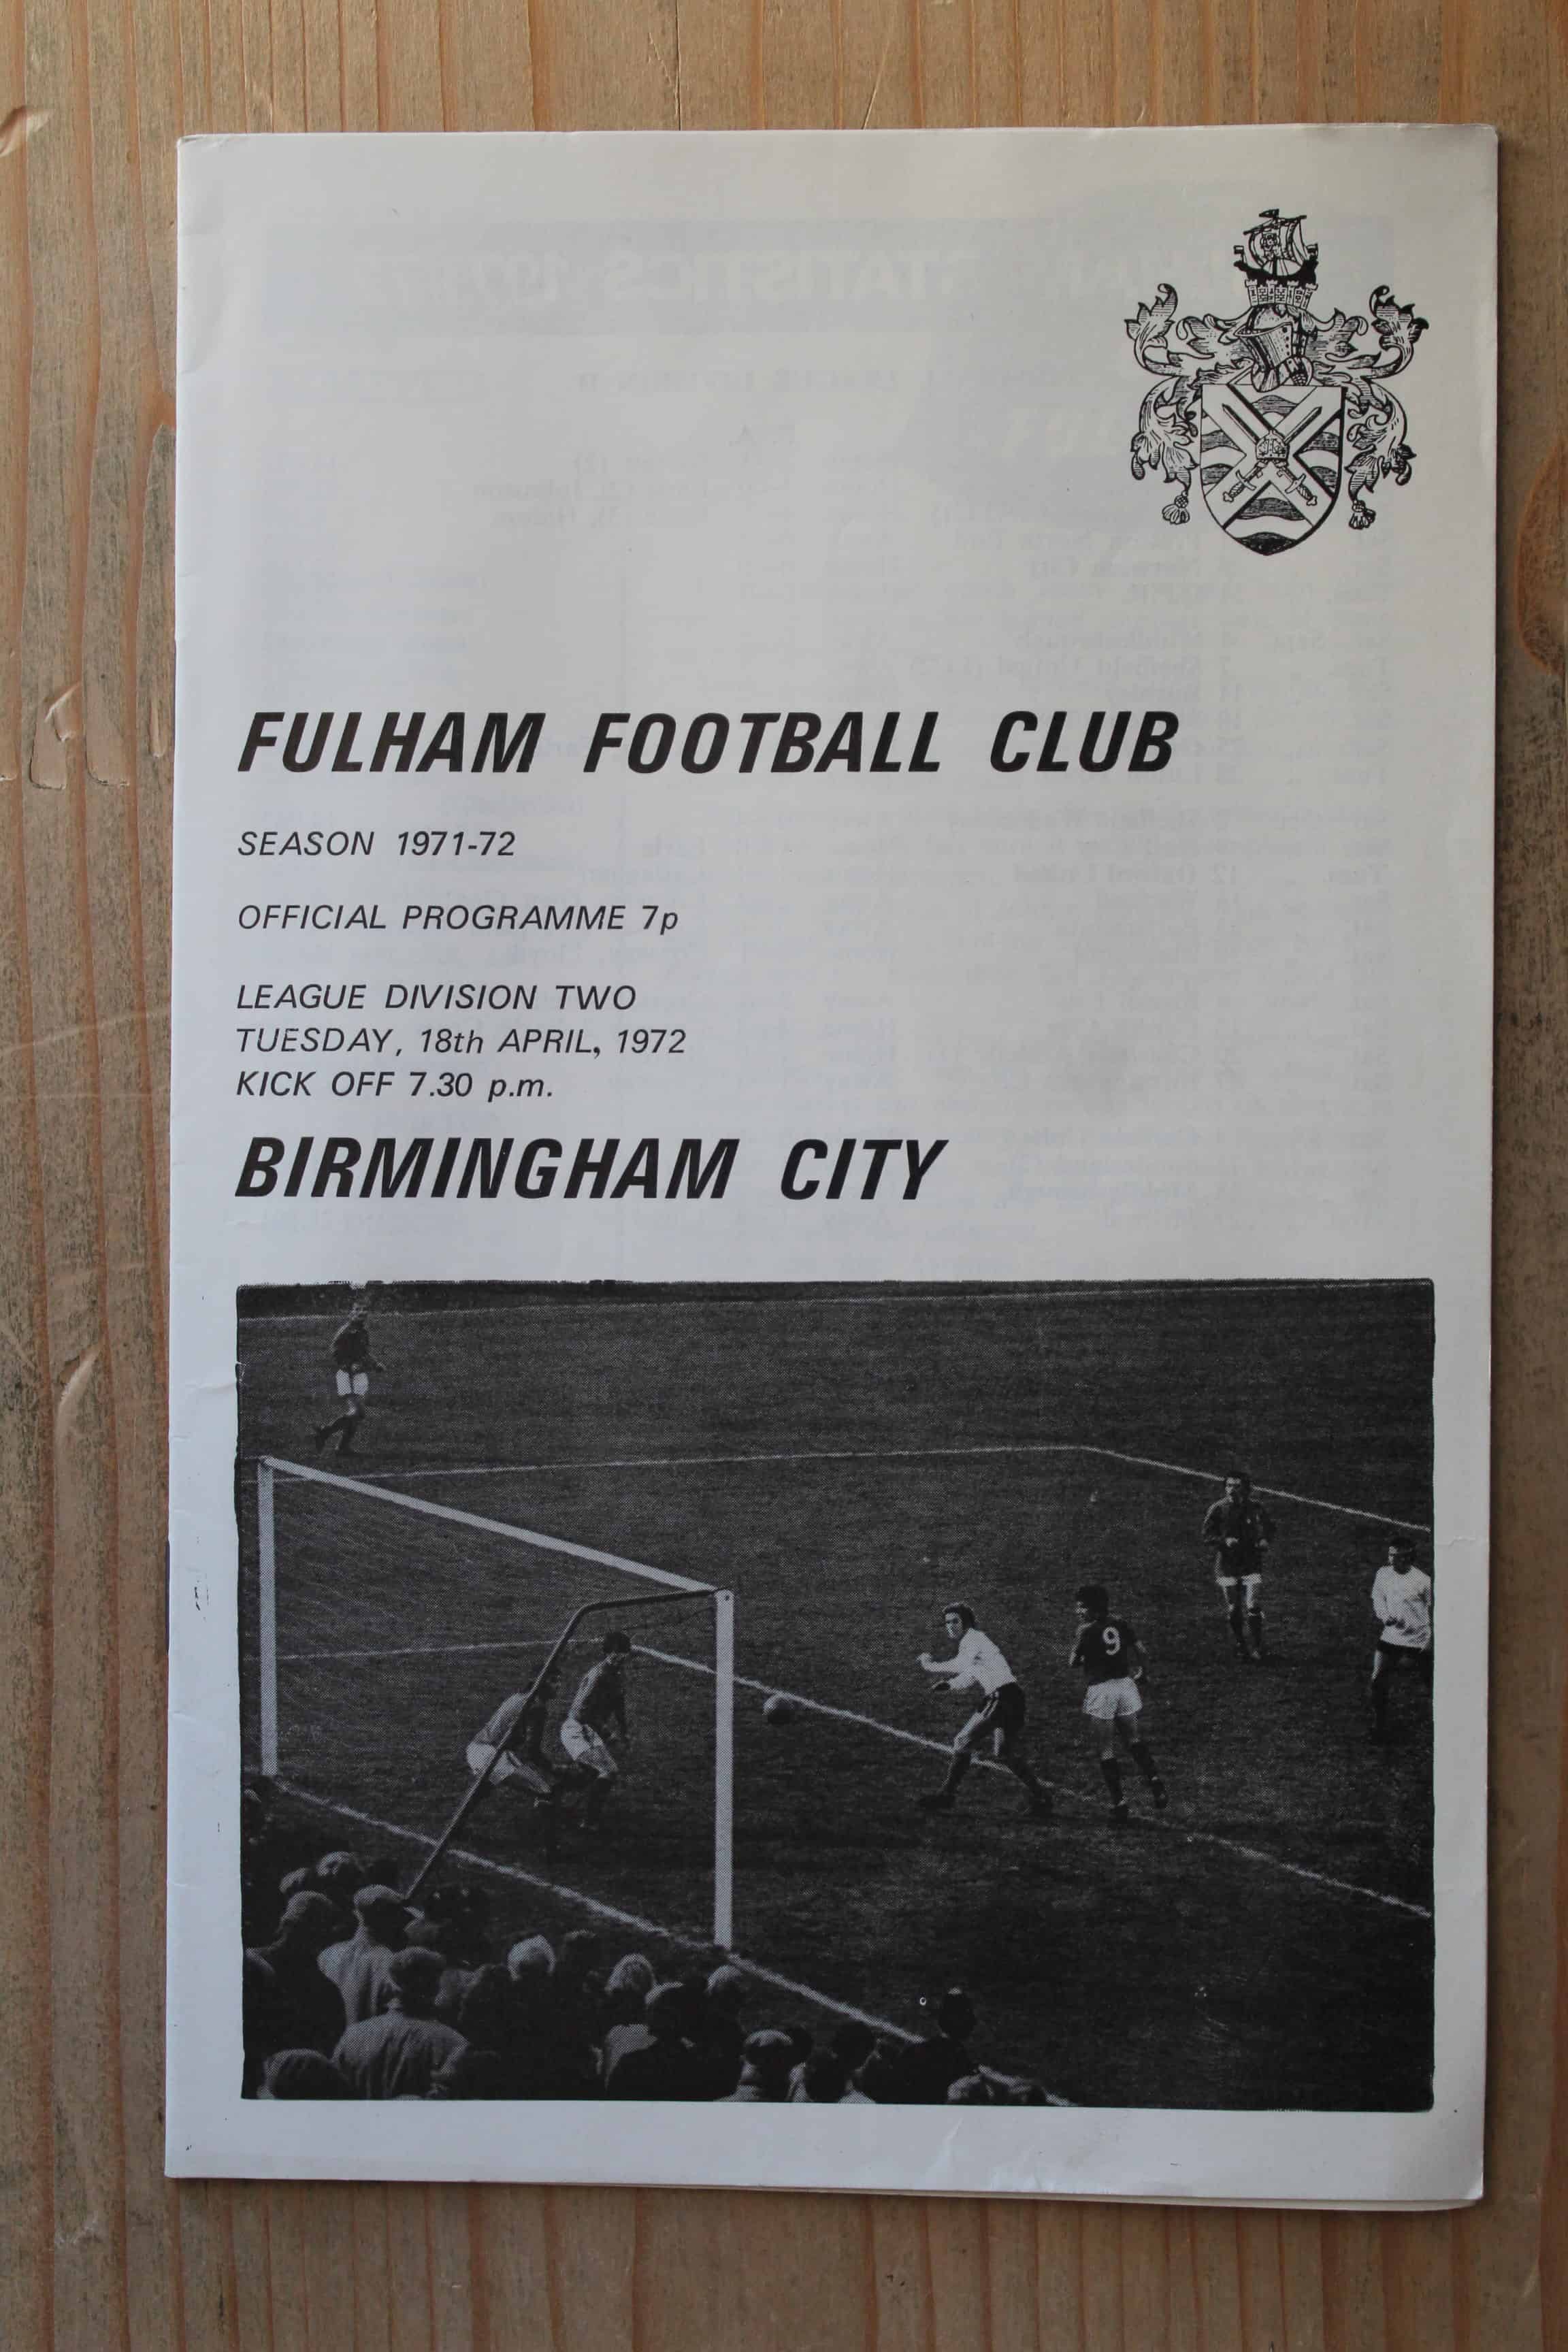 FULHAM FOOTBALL CLUB
SEASON 1971-72
OFFICIAL PROGRAMME 7p
LEAGUE DIVISION TWO
TUESDAY, 18th APRIL, 1972
KICK OFF 7.30 p.m.
BIRMINGHAM CITY
9